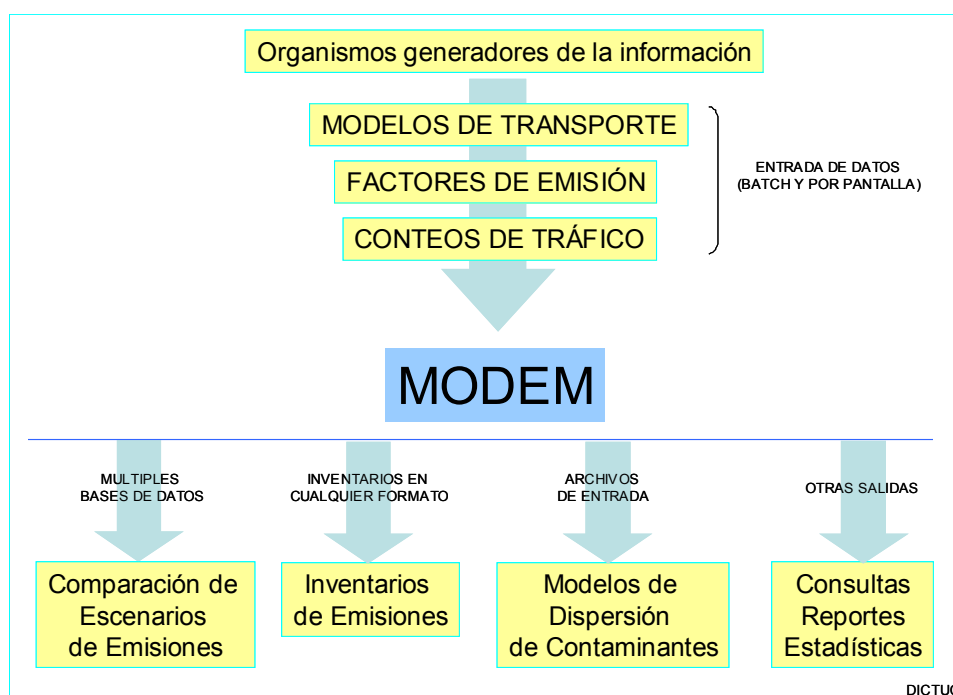 Organismos generadores de la información
MODELOS DE TRANSPORTE
FACTORES DE EMISIÓN
CONTEOS DE TRÁFICO
ENTRADA DE DATOS
(BATCH Y POR PANTALLA)
MODEM
MULTIPLES
BASES DE DATOS
INVENTARIOS EN
CUALQUIER FORMATO
ARCHIVOS
DE ENTRADA
OTRAS SALIDAS
Comparación de
Escenarios
de Emisiones
Inventarios
de Emisiones
Modelos de
Dispersión
de Contaminantes
Consultas
Reportes
Estadísticas
DICTUC